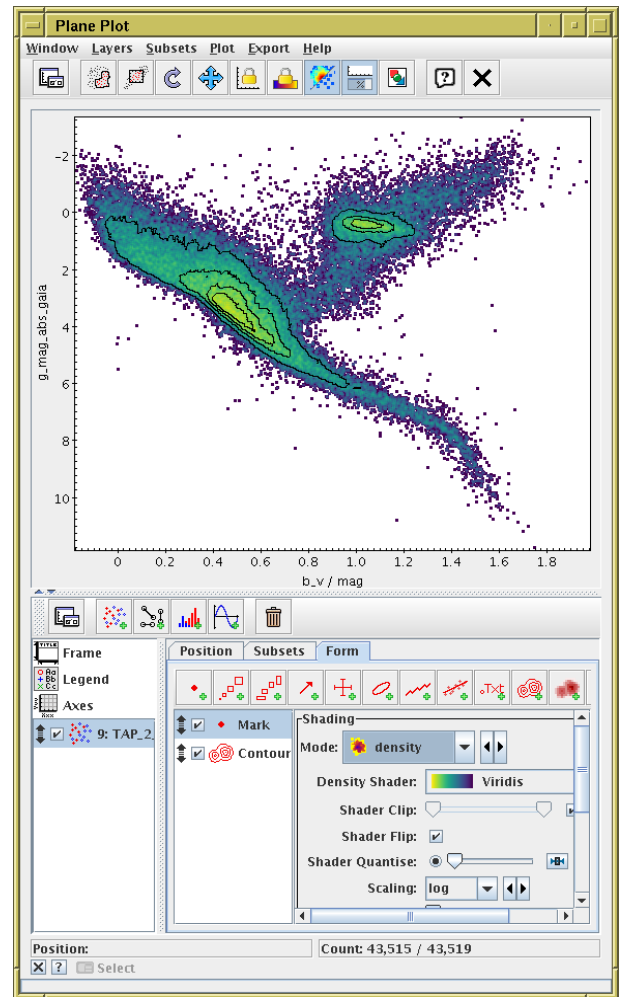 Plane Plot
Window Layers Subsets Plot Export Help
−2
0
2
4
6
8
10
g_mag_abs_gaia
0 0.2 0.4 0.6 0.8 1.0 1.2 1.4 1.6 1.8
b_v / mag
Frame
Legend
Axes
9: TAP_2_
Position Subsets Form
Mark
Contour
Shading
Mode: density
Density Shader: Viridis
Shader Clip:
Shader Flip:
Shader Quantise:
Scaling: log
Position:
Count: 43,515 / 43,519
Select